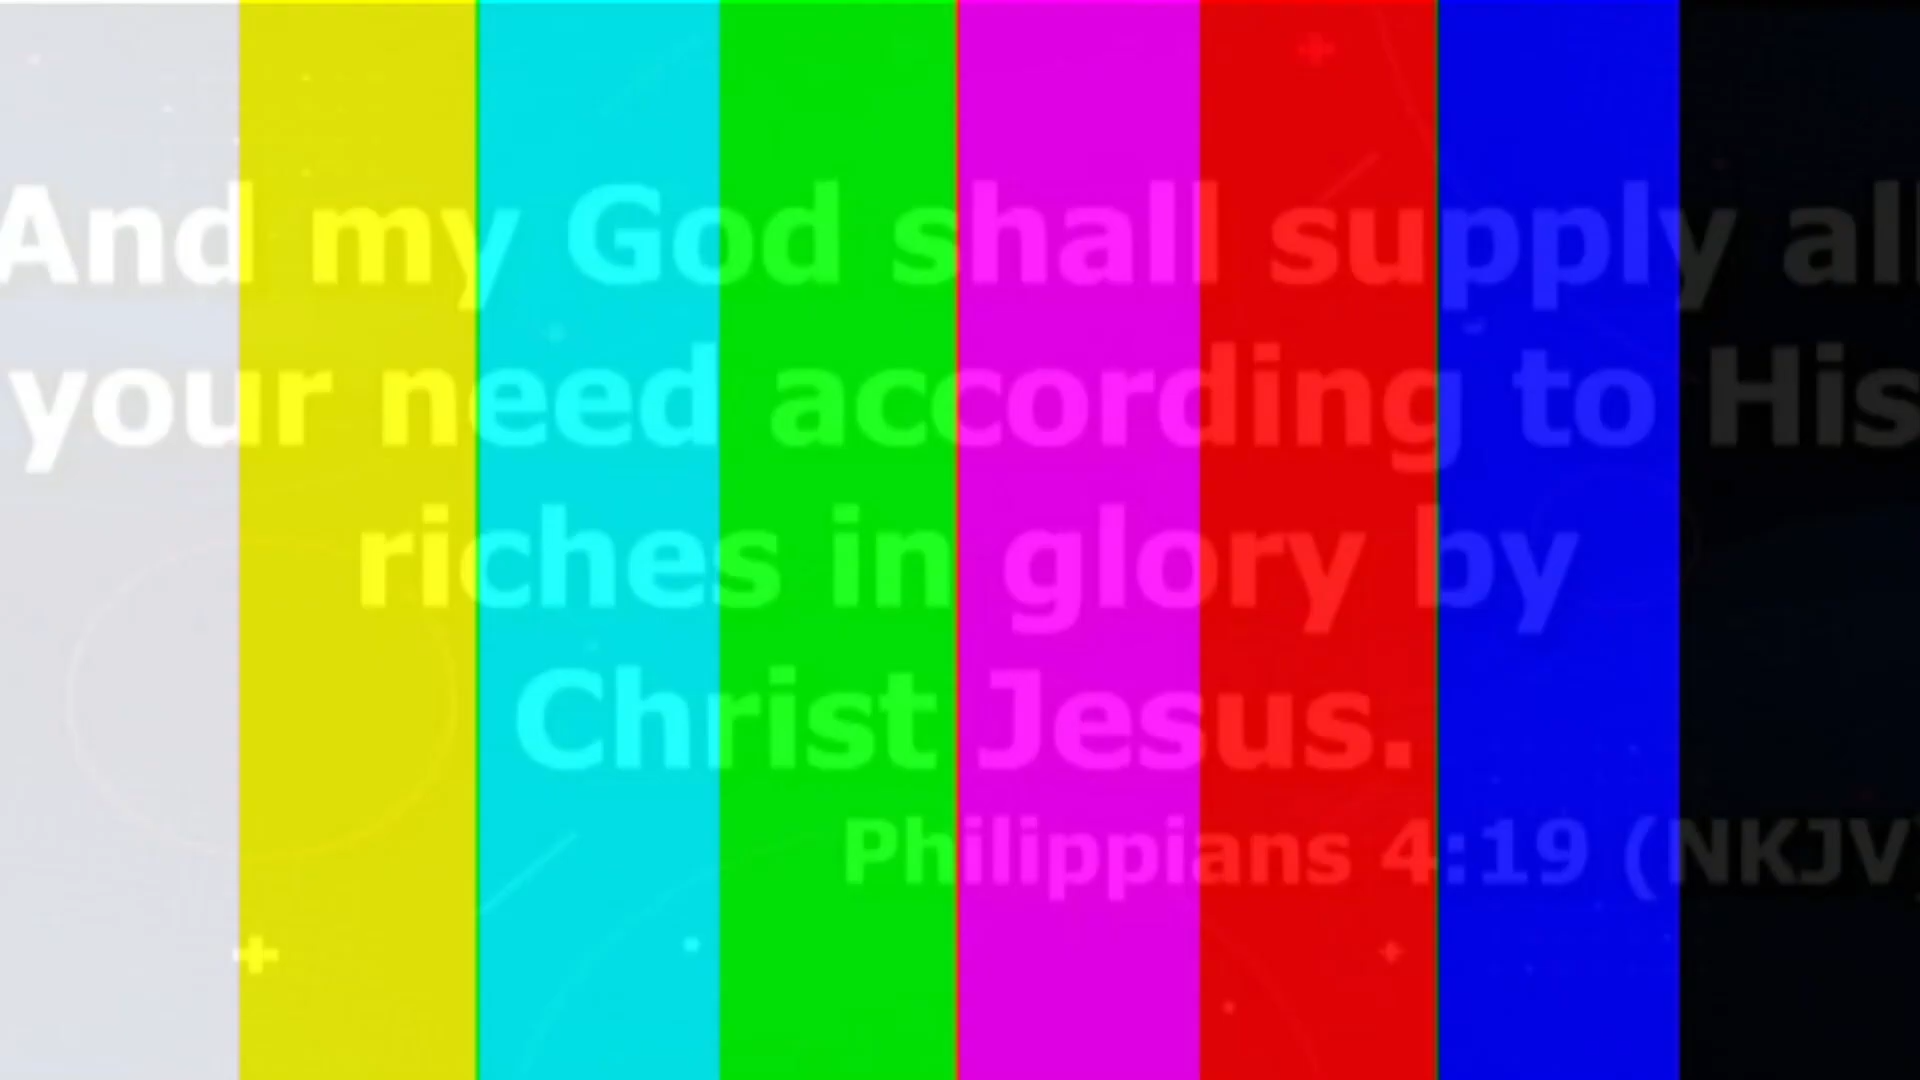 And my God shall supply all
your need according to His
riches in glory by
Christ Jesus.
Philippians 4:19 (NKJV)